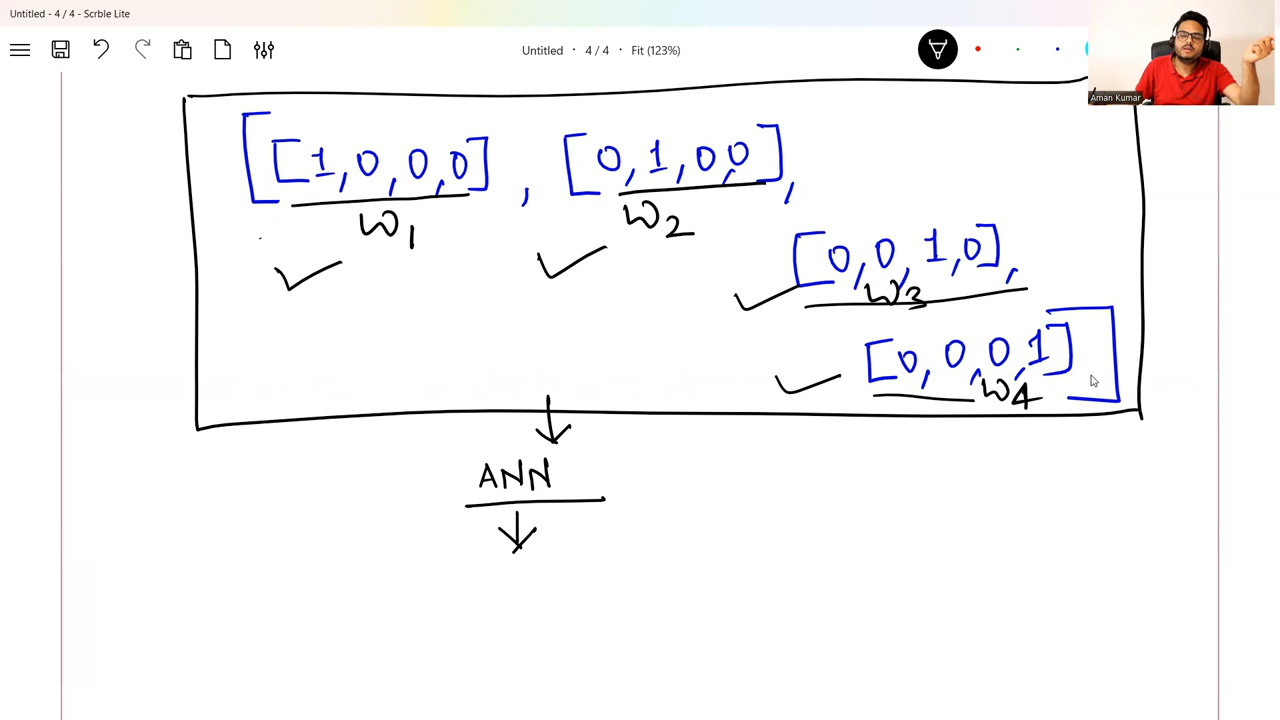 Untitled - 4 / 4 - Scrble Lite
Untitled • 4 / 4 • Fit (123%)
Aman Kumar
[[1,0,0,0], [0,1,0,0],
W1 W2
[0,0,1,0],
W3
[0,0,0,1]]
W4
ANN